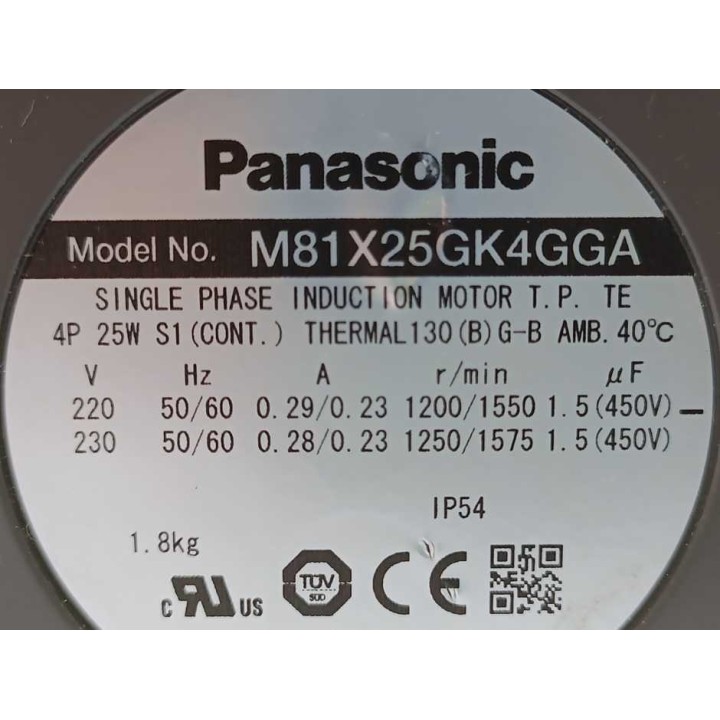 Panasonic
Model No. M81X25GK4GGA
SINGLE PHASE INDUCTION MOTOR T.P. TE
4P 25W S1(CONT.) THERMAL130(B)G-B AMB.40℃
V Hz A r/min μF
220 50/60 0.29/0.23 1200/1550 1.5(450V)
230 50/60 0.28/0.23 1250/1575 1.5(450V)
IP54
1.8kg
c RU US TÜV SÜD CE